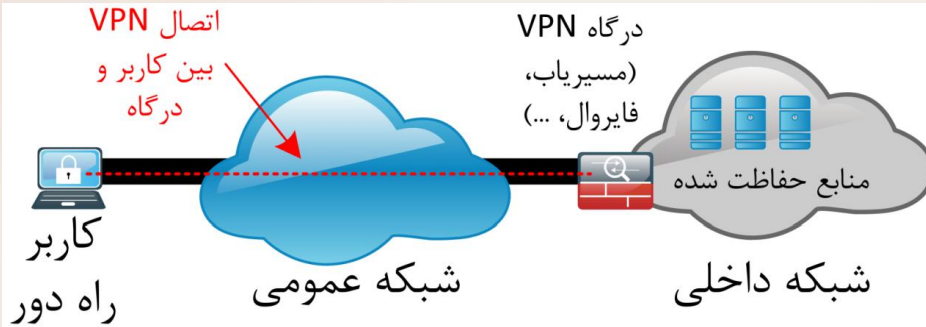 اتصال VPN
بین کاربر و
درگاه
درگاه VPN
(مسیریاب،
فایروال، ...)
منابع حفاظت شده
کاربر
راه دور
شبکه عمومی
شبکه داخلی